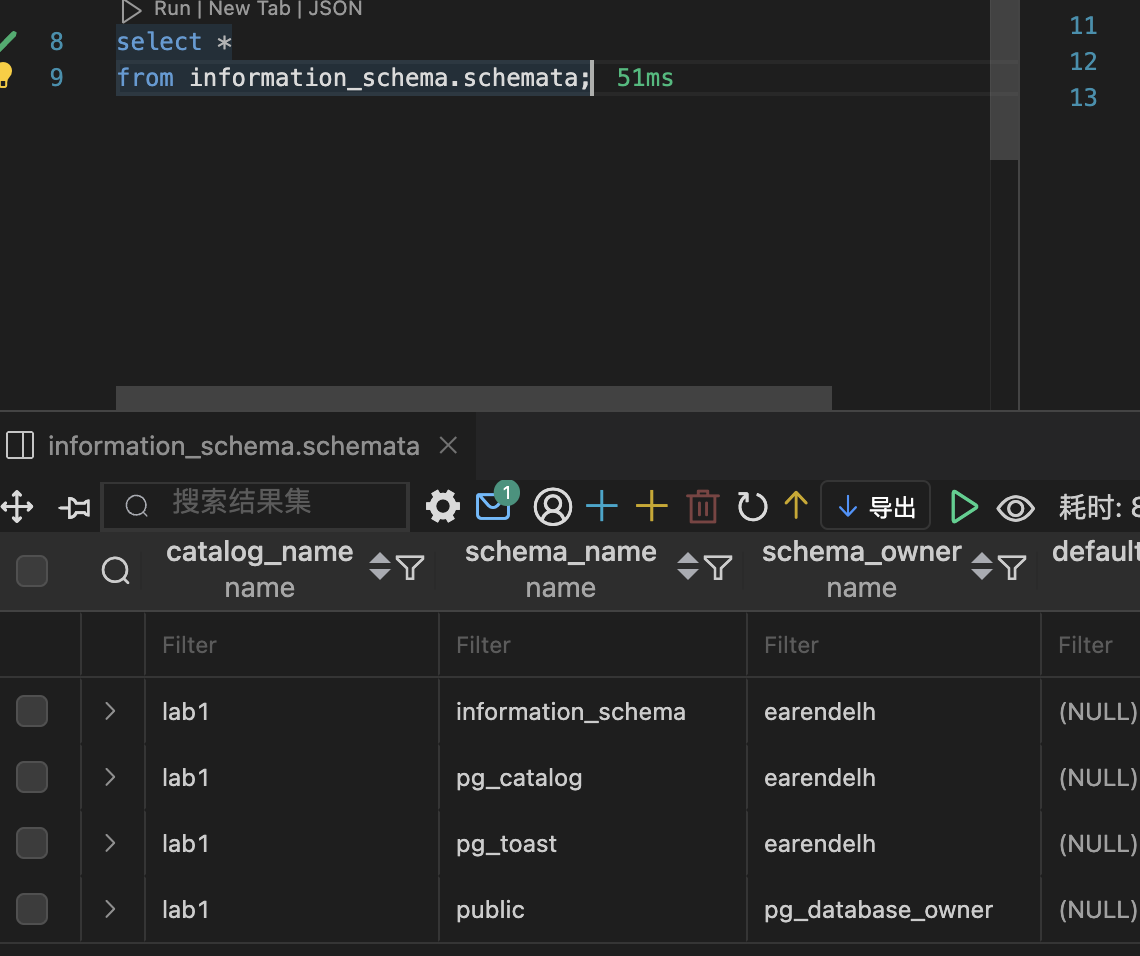 Run | New Tab | JSON
8 select *
9 from information_schema.schemata; 51ms
11
12
13
information_schema.schemata
搜索结果集 1 导出 耗时: 8
catalog_name schema_name schema_owner default
name name name
Filter Filter Filter Filter
lab1 information_schema earendelh (NULL)
lab1 pg_catalog earendelh (NULL)
lab1 pg_toast earendelh (NULL)
lab1 public pg_database_owner (NULL)